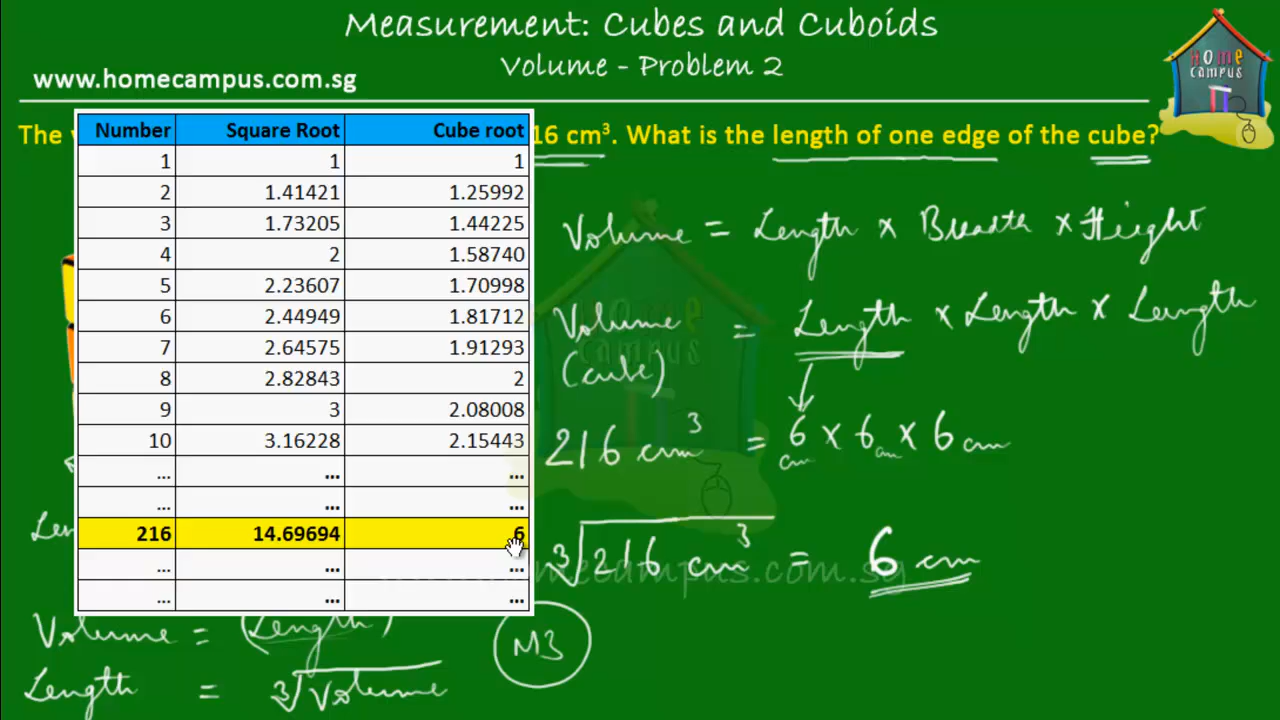 Measurement: Cubes and Cuboids
Volume - Problem 2
www.homecampus.com.sg
HOME
campus
The 16 cm³. What is the length of one edge of the cube?
Number Square Root Cube root
1 1 1
2 1.41421 1.25992
3 1.73205 1.44225
4 2 1.58740
5 2.23607 1.70998
6 2.44949 1.81712
7 2.64575 1.91293
8 2.82843 2
9 3 2.08008
10 3.16228 2.15443
... ... ...
... ... ...
216 14.69694 6
... ... ...
... ... ...
Volume = Length × Breadth × Height
Volume = Length × Length × Length
(cube)
216 cm³ = 6 cm × 6 cm × 6 cm
∛216 cm³ = 6 cm
Volume = (Length)
Length = ∛Volume
M3